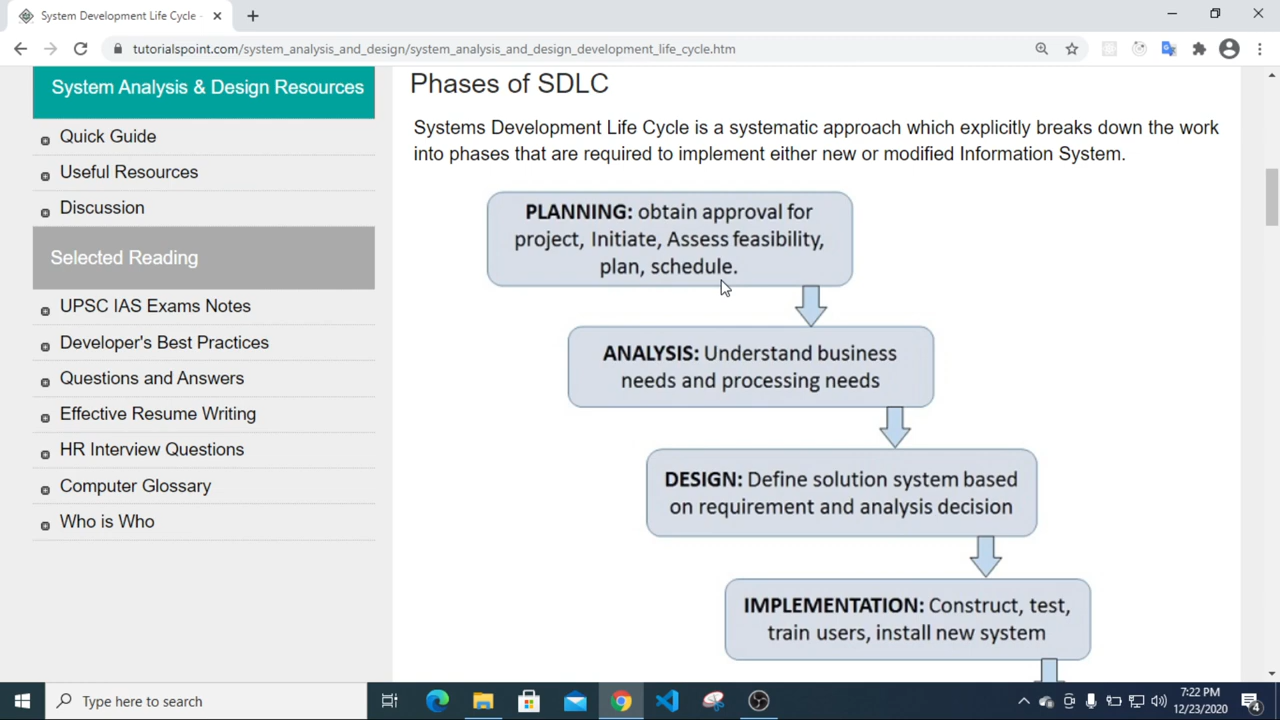 System Development Life Cycle -
tutorialspoint.com/system_analysis_and_design/system_analysis_and_design_development_life_cycle.htm
System Analysis & Design Resources
Quick Guide
Useful Resources
Discussion
Selected Reading
UPSC IAS Exams Notes
Developer's Best Practices
Questions and Answers
Effective Resume Writing
HR Interview Questions
Computer Glossary
Who is Who
Phases of SDLC
Systems Development Life Cycle is a systematic approach which explicitly breaks down the work
into phases that are required to implement either new or modified Information System.
PLANNING: obtain approval for
project, Initiate, Assess feasibility,
plan, schedule.
ANALYSIS: Understand business
needs and processing needs
DESIGN: Define solution system based
on requirement and analysis decision
IMPLEMENTATION: Construct, test,
train users, install new system
Type here to search
7:22 PM
12/23/2020
4